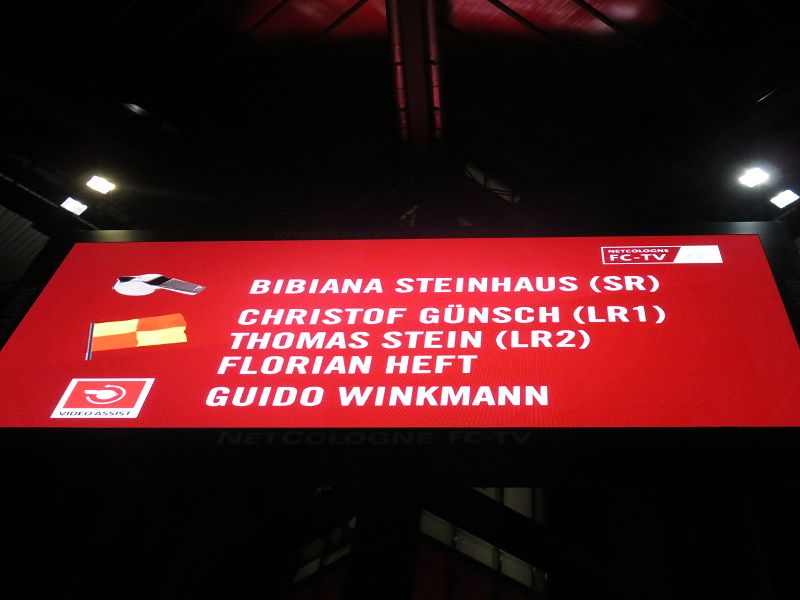 NETCOLOGNE
FC-TV
BIBIANA STEINHAUS (SR)
CHRISTOF GÜNSCH (LR1)
THOMAS STEIN (LR2)
FLORIAN HEFT
GUIDO WINKMANN
VIDEO ASSIST
NETCOLOGNE FC-TV